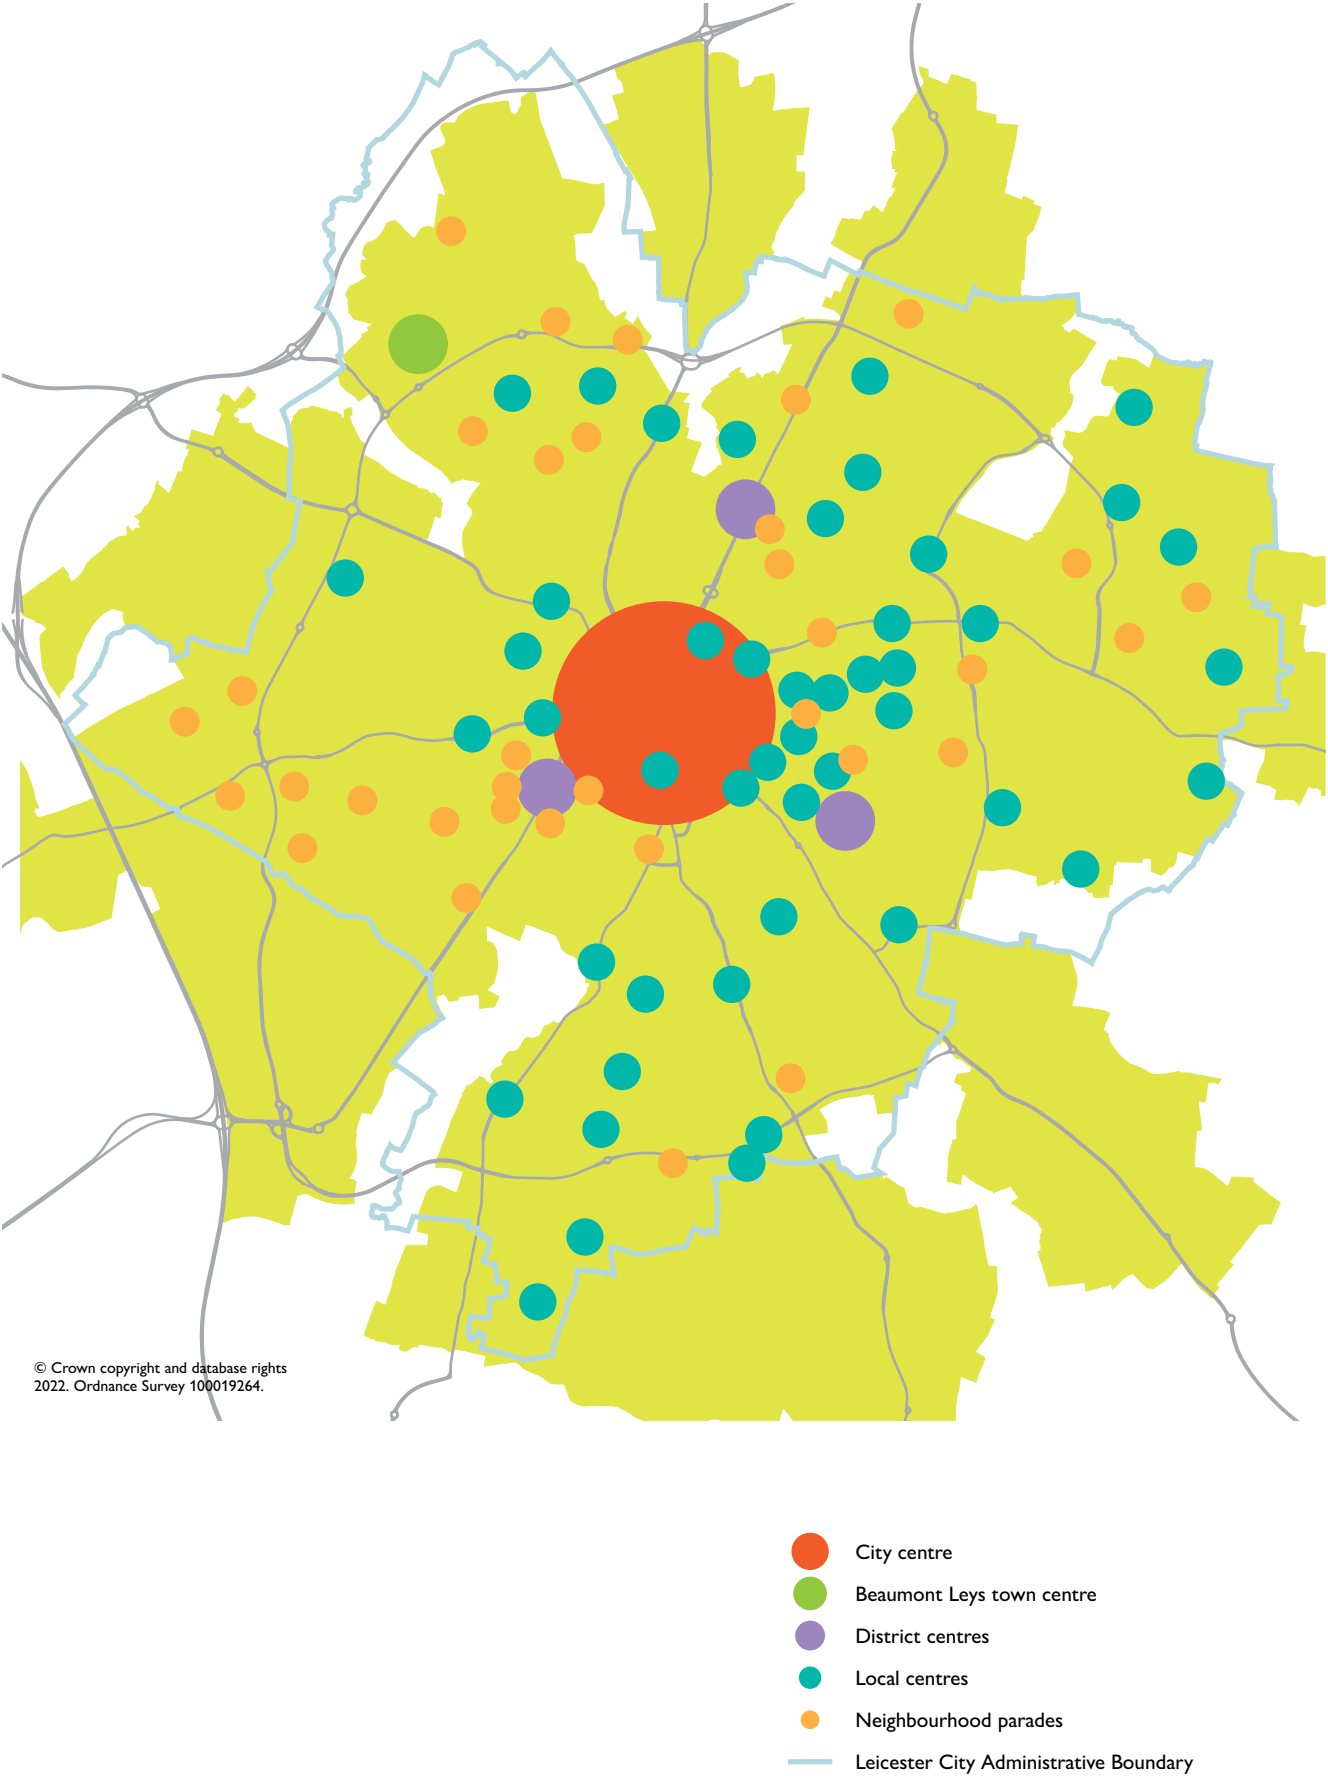 © Crown copyright and database rights
2022. Ordnance Survey 100019264.
City centre
Beaumont Leys town centre
District centres
Local centres
Neighbourhood parades
Leicester City Administrative Boundary